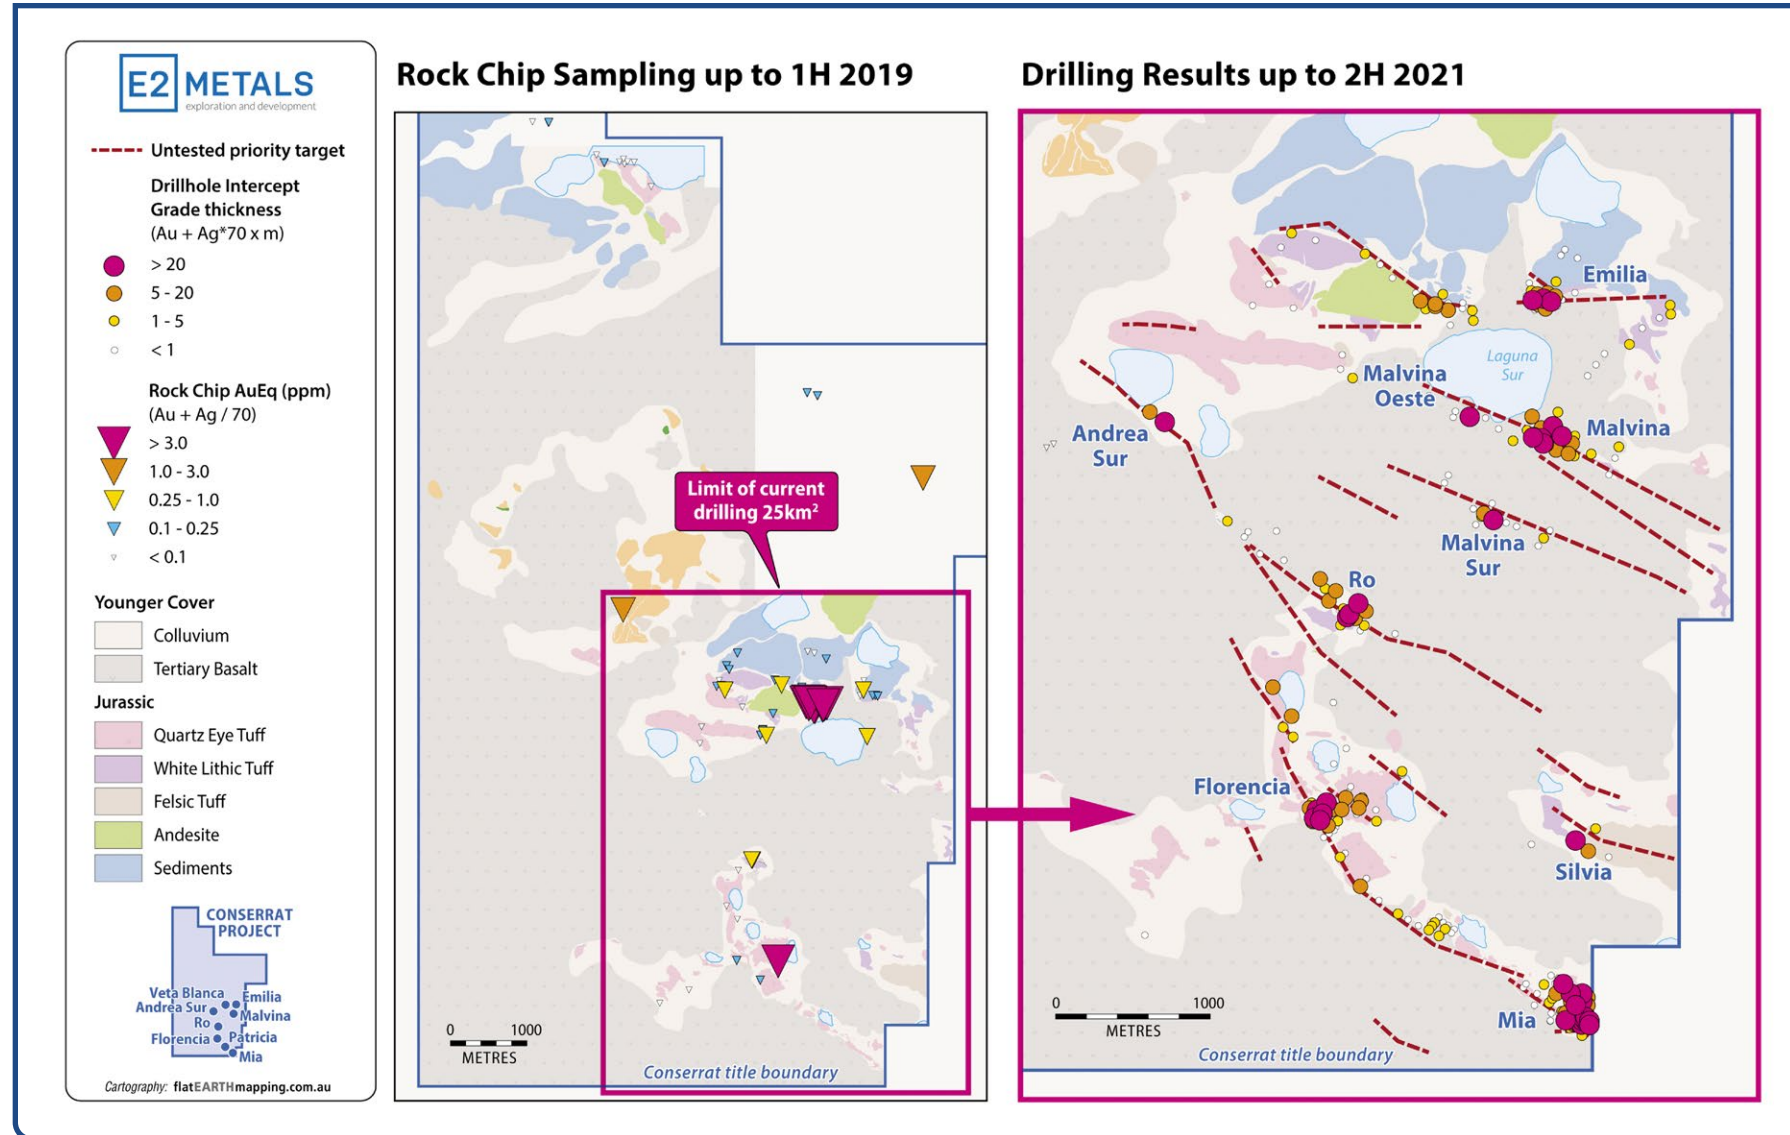 E2 METALS
exploration and development
Untested priority target
Drillhole Intercept
Grade thickness
(Au + Ag*70 x m)
> 20
5 - 20
1 - 5
< 1
Rock Chip AuEq (ppm)
(Au + Ag / 70)
> 3.0
1.0 - 3.0
0.25 - 1.0
0.1 - 0.25
< 0.1
Younger Cover
Colluvium
Tertiary Basalt
Jurassic
Quartz Eye Tuff
White Lithic Tuff
Felsic Tuff
Andesite
Sediments
CONSERRAT
PROJECT
Veta Blanca
Emilia
Andrea Sur
Malvina
Ro
Florencia
Patricia
Mia
Cartography: flatEARTHmapping.com.au
Rock Chip Sampling up to 1H 2019
Limit of current
drilling 25km²
0 1000
METRES
Conserrat title boundary
Drilling Results up to 2H 2021
Emilia
Laguna
Sur
Malvina
Oeste
Malvina
Andrea
Sur
Malvina
Sur
Ro
Florencia
Silvia
Mia
0 1000
METRES
Conserrat title boundary